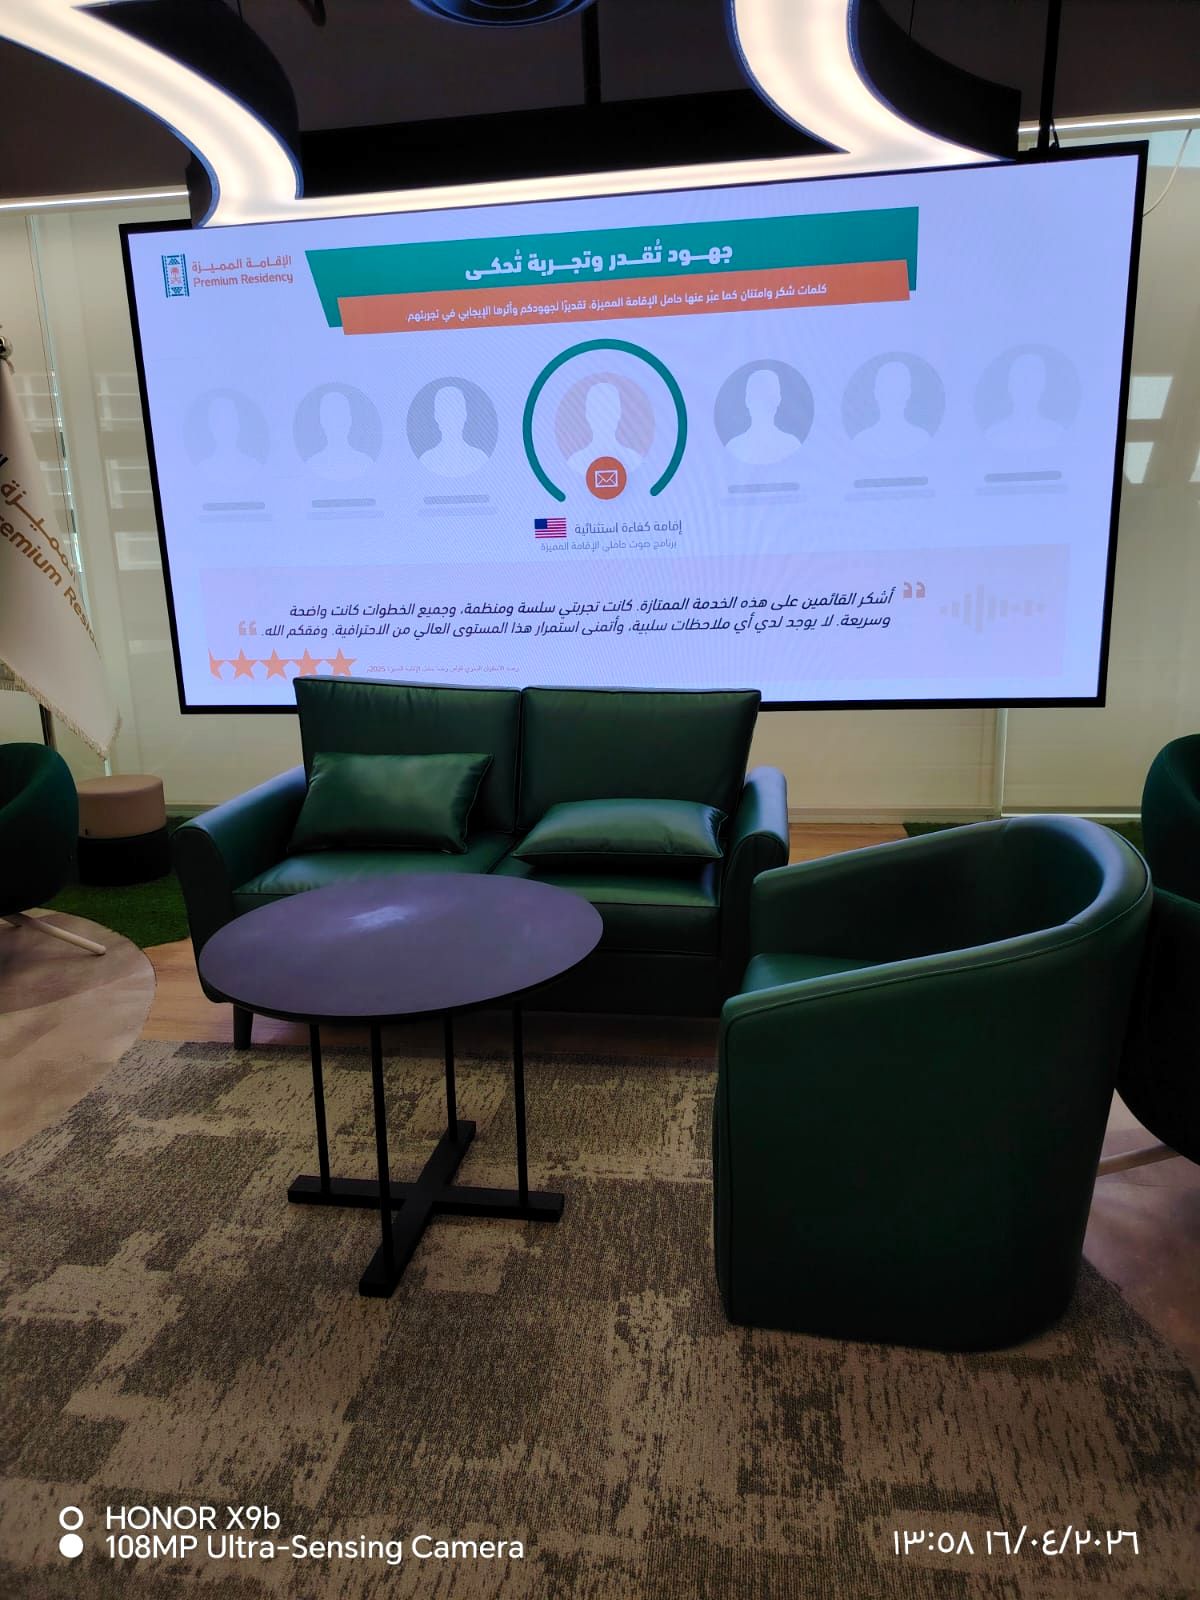 الإقامة المميزة
Premium Residency
جهود تُقدر وتجربة تُحكى
كلمات شكر وامتنان كما عبّر عنها حامل الإقامة المميزة، تقديرًا لجهودكم وأثرها الإيجابي في تجربتهم
إقامة كفاءة استثنائية
برنامج صوت حاملي الإقامة المميزة
أشكر القائمين على هذه الخدمة الممتازة. كانت تجربتي سلسة ومنظمة، وجميع الخطوات كانت واضحة
وسريعة. لا يوجد لدي أي ملاحظات سلبية، وأتمنى استمرار هذا المستوى العالي من الاحترافية. وفقكم الله.
HONOR X9b
108MP Ultra-Sensing Camera
١٣:٥٨ ١٦/٠٤/٢٠٢٦